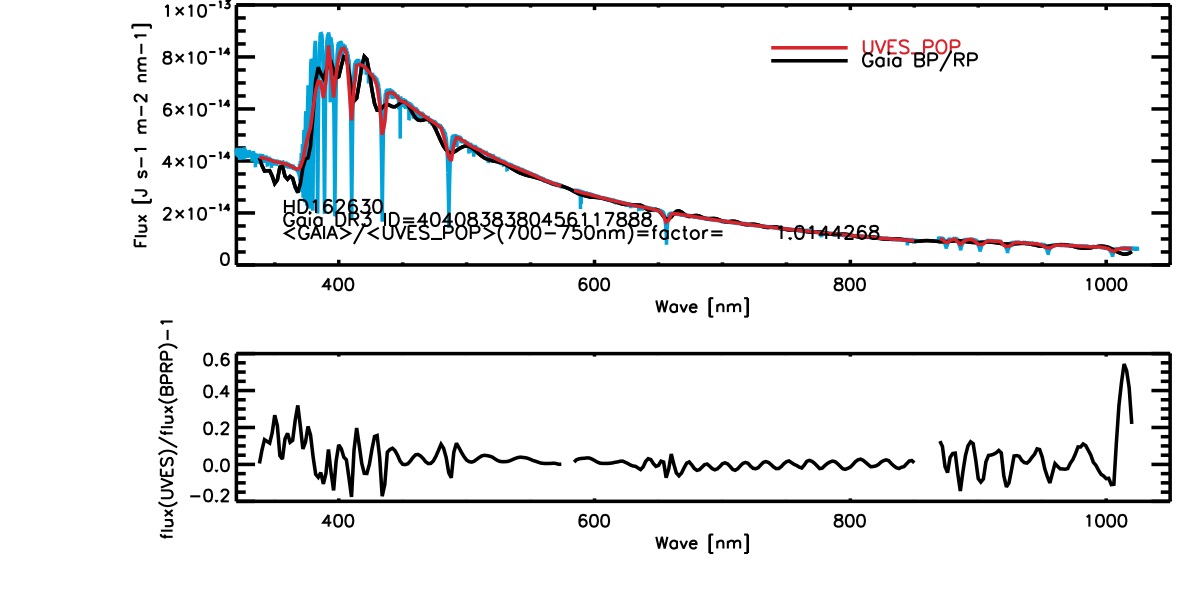 1×10−13
8×10−14
6×10−14
4×10−14
2×10−14
0
Flux [J s−1 m−2 nm−1]
UVES_POP
Gaia BP/RP
HD162630
Gaia DR3 ID=4040838380456117888
<GAIA>/<UVES_POP>(700−750nm)=factor= 1.0144268
400 600 800 1000
Wave [nm]
0.6
0.4
0.2
0.0
−0.2
flux(UVES)/flux(BPRP)−1
400 600 800 1000
Wave [nm]